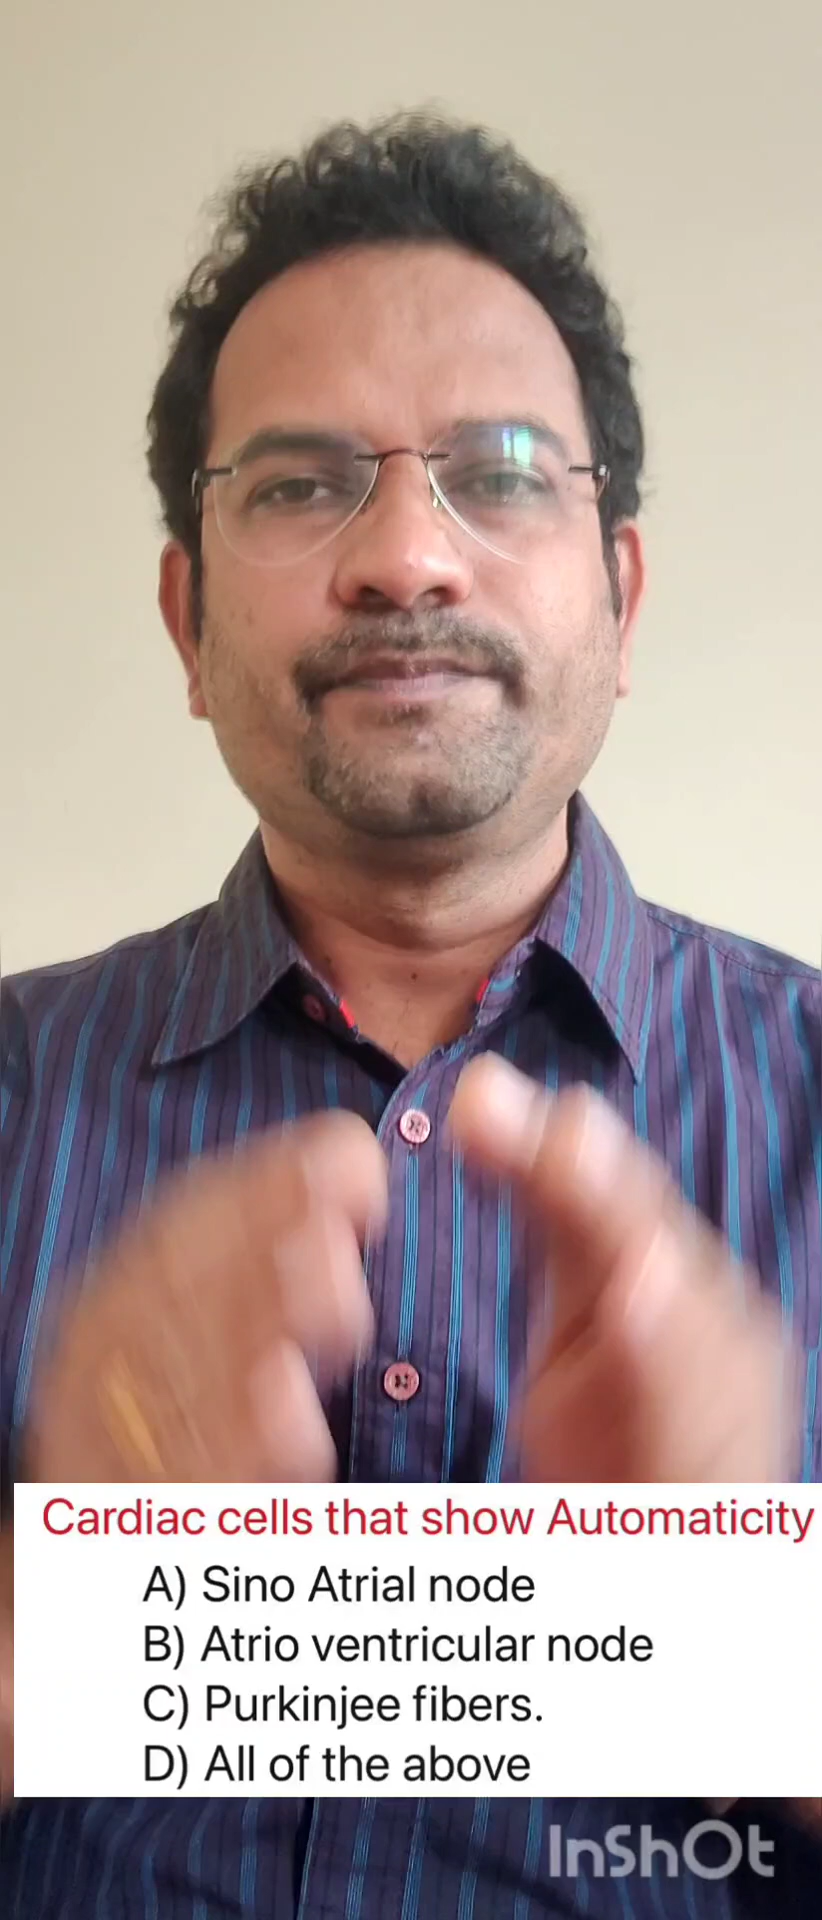 Cardiac cells that show Automaticity
A) Sino Atrial node
B) Atrio ventricular node
C) Purkinjee fibers.
D) All of the above
InShOt